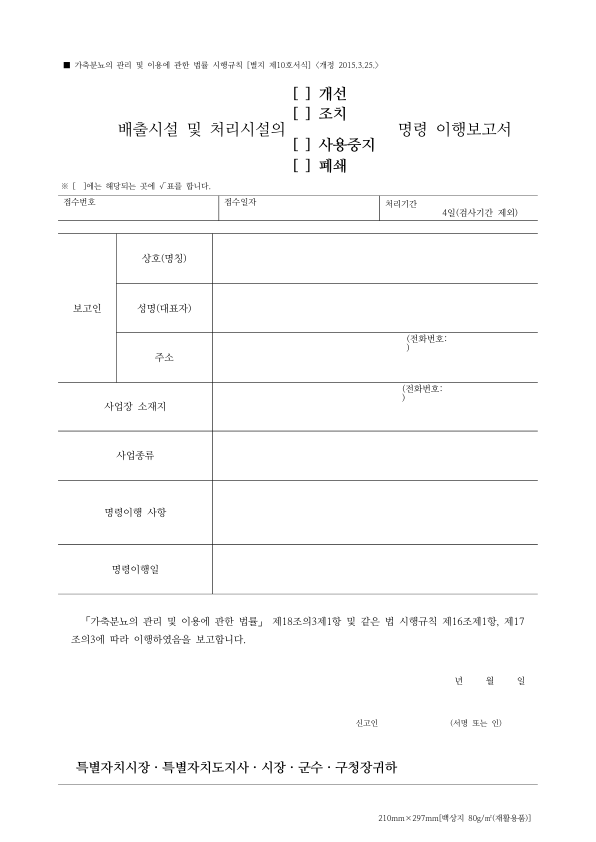 ■ 가축분뇨의 관리 및 이용에 관한 법률 시행규칙 [별지 제10호서식] <개정 2015.3.25.>
[ ] 개선
[ ] 조치
배출시설 및 처리시설의 명령 이행보고서
[ ] 사용중지
[ ] 폐쇄
※ [ ]에는 해당되는 곳에 √표를 합니다.
접수번호 접수일자 처리기간
4일(검사기간 제외)
보고인
상호(명칭)
성명(대표자)
주소 (전화번호:
)
사업장 소재지 (전화번호:
)
사업종류
명령이행 사항
명령이행일
「가축분뇨의 관리 및 이용에 관한 법률」 제18조의3제1항 및 같은 법 시행규칙 제16조제1항, 제17
조의3에 따라 이행하였음을 보고합니다.
년 월 일
신고인 (서명 또는 인)
특별자치시장 · 특별자치도지사 · 시장 · 군수 · 구청장귀하
210mm×297mm[백상지 80g/㎡(재활용품)]